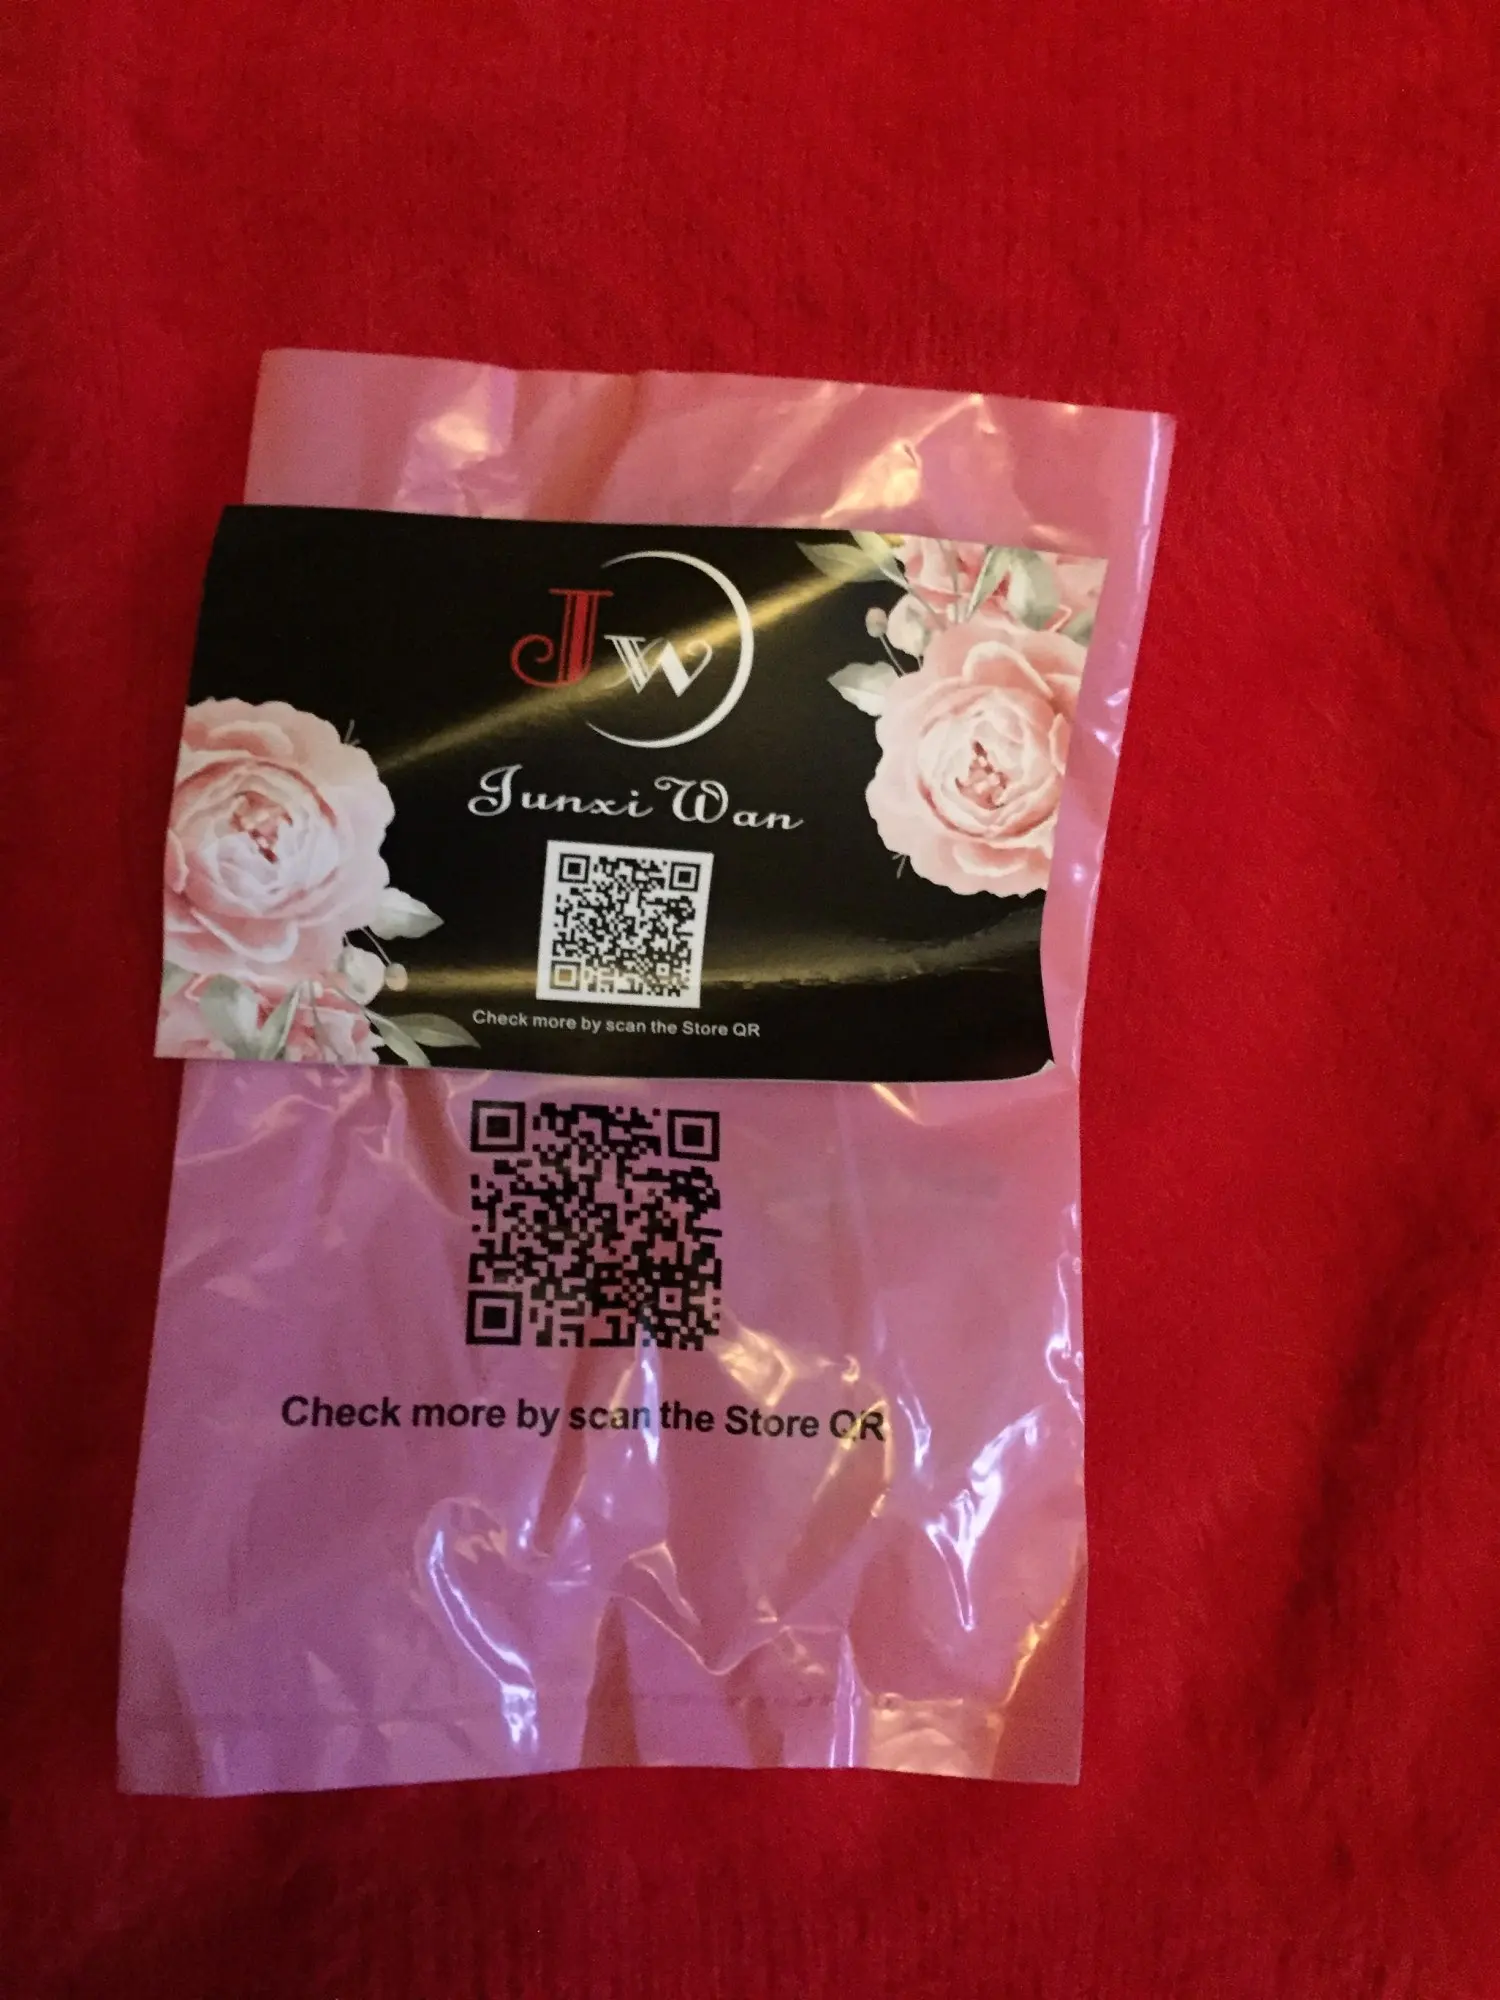 JW
Junxi Wan
Check more by scan the Store QR
Check more by scan the Store QR